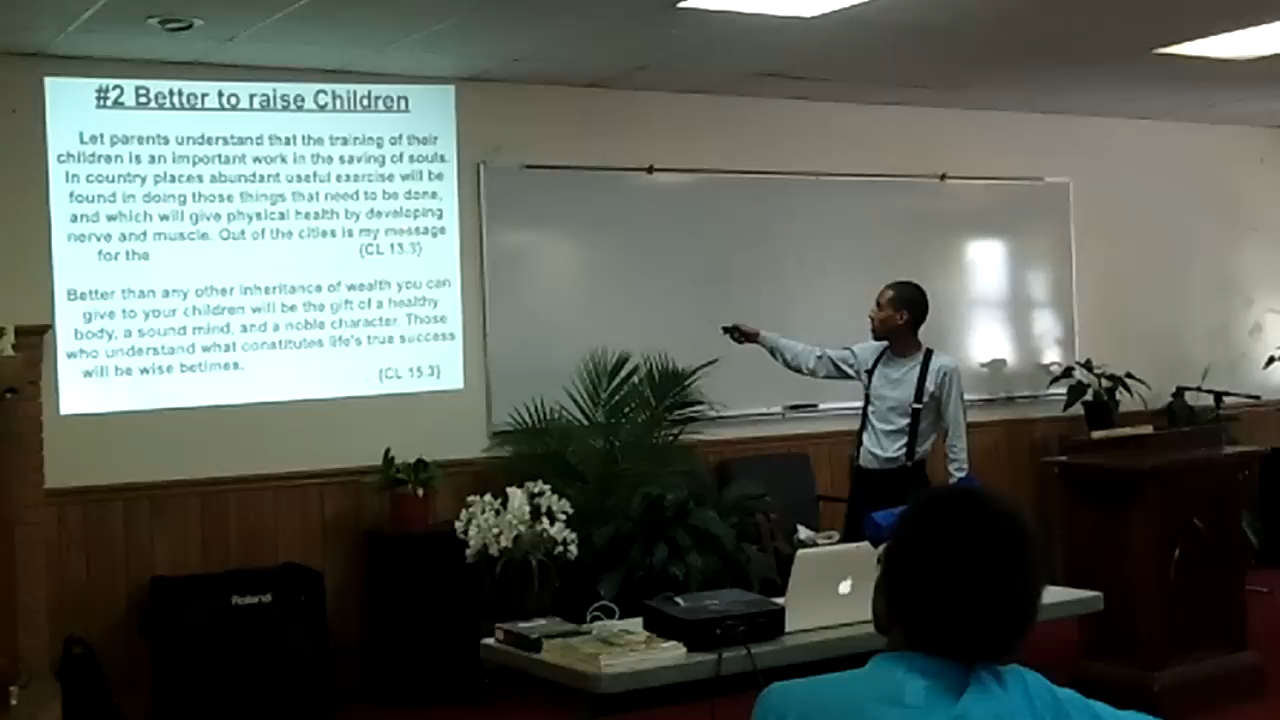 #2 Better to raise Children
Let parents understand that the training of their
children is an important work in the saving of souls.
In country places abundant useful exercise will be
found in doing those things that need to be done,
and which will give physical health by developing
nerve and muscle. Out of the cities is my message
for the (CL 13.3)
Better than any other inheritance of wealth you can
give to your children will be the gift of a healthy
body, a sound mind, and a noble character. Those
who understand what constitutes life's true success
will be wise betimes.
(CL 15.3)
Roland